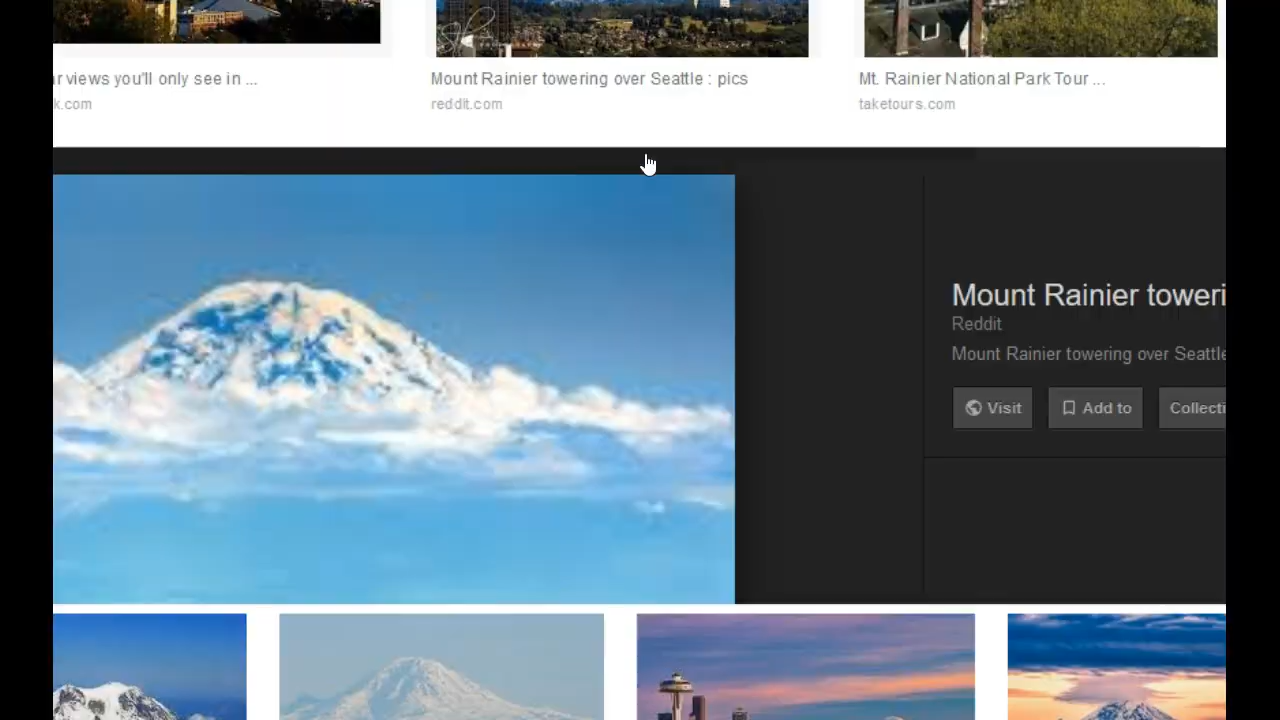 r views you'll only see in ...
Mount Rainier towering over Seattle : pics
Mt. Rainier National Park Tour ...
k.com
reddit.com
taketours.com
Mount Rainier toweri
Reddit
Mount Rainier towering over Seattle
Visit
Add to
Collecti